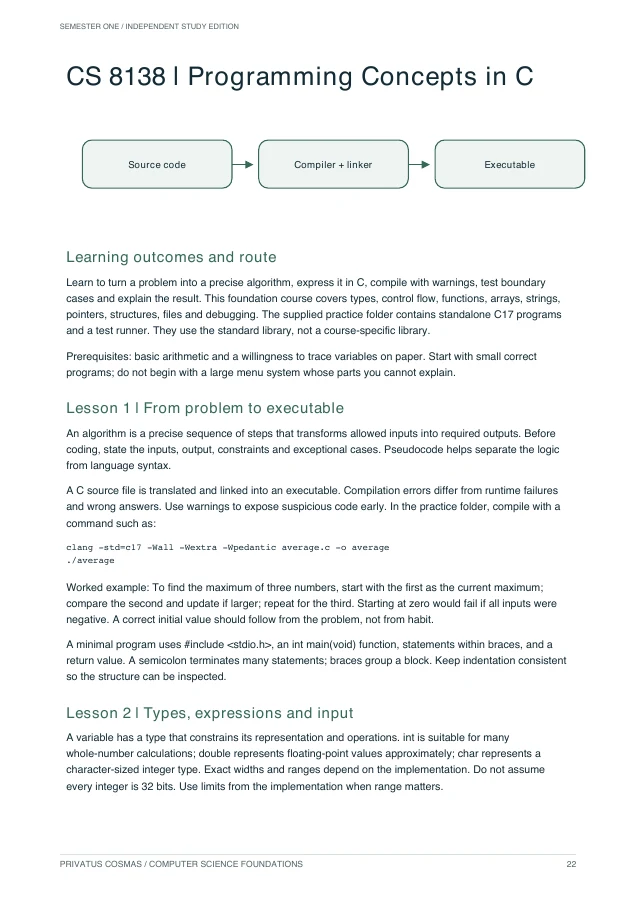 SEMESTER ONE / INDEPENDENT STUDY EDITION
CS 8138 | Programming Concepts in C
Source code
Compiler + linker
Executable
Learning outcomes and route
Learn to turn a problem into a precise algorithm, express it in C, compile with warnings, test boundary
cases and explain the result. This foundation course covers types, control flow, functions, arrays, strings,
pointers, structures, files and debugging. The supplied practice folder contains standalone C17 programs
and a test runner. They use the standard library, not a course-specific library.
Prerequisites: basic arithmetic and a willingness to trace variables on paper. Start with small correct
programs; do not begin with a large menu system whose parts you cannot explain.
Lesson 1 | From problem to executable
An algorithm is a precise sequence of steps that transforms allowed inputs into required outputs. Before
coding, state the inputs, output, constraints and exceptional cases. Pseudocode helps separate the logic
from language syntax.
A C source file is translated and linked into an executable. Compilation errors differ from runtime failures
and wrong answers. Use warnings to expose suspicious code early. In the practice folder, compile with a
command such as:
clang -std=c17 -Wall -Wextra -Wpedantic average.c -o average
./average
Worked example: To find the maximum of three numbers, start with the first as the current maximum;
compare the second and update if larger; repeat for the third. Starting at zero would fail if all inputs were
negative. A correct initial value should follow from the problem, not from habit.
A minimal program uses #include <stdio.h>, an int main(void) function, statements within braces, and a
return value. A semicolon terminates many statements; braces group a block. Keep indentation consistent
so the structure can be inspected.
Lesson 2 | Types, expressions and input
A variable has a type that constrains its representation and operations. int is suitable for many
whole-number calculations; double represents floating-point values approximately; char represents a
character-sized integer type. Exact widths and ranges depend on the implementation. Do not assume
every integer is 32 bits. Use limits from the implementation when range matters.
PRIVATUS COSMAS / COMPUTER SCIENCE FOUNDATIONS
22